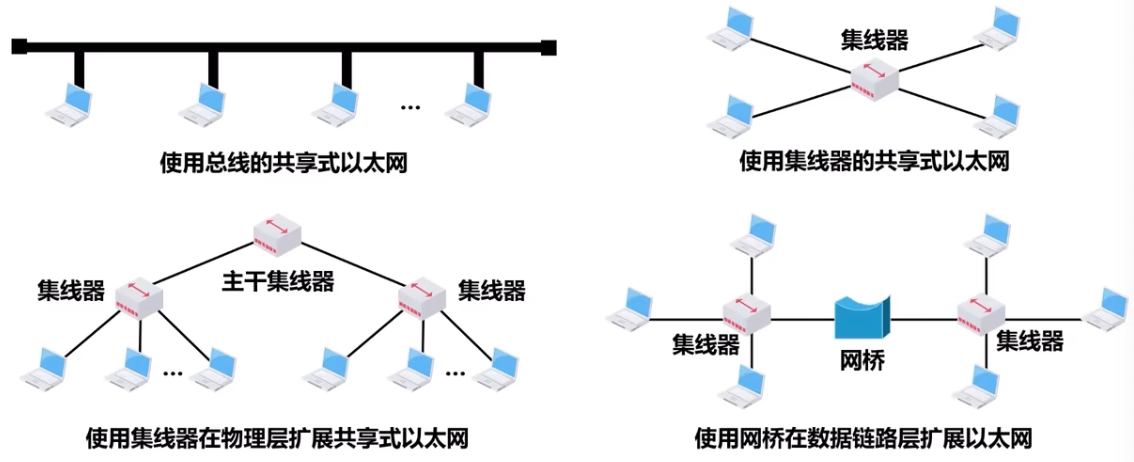 ...
使用总线的共享式以太网
集线器
使用集线器的共享式以太网
集线器
主干集线器
集线器
...
...
使用集线器在物理层扩展共享式以太网
集线器
网桥
集线器
使用网桥在数据链路层扩展以太网